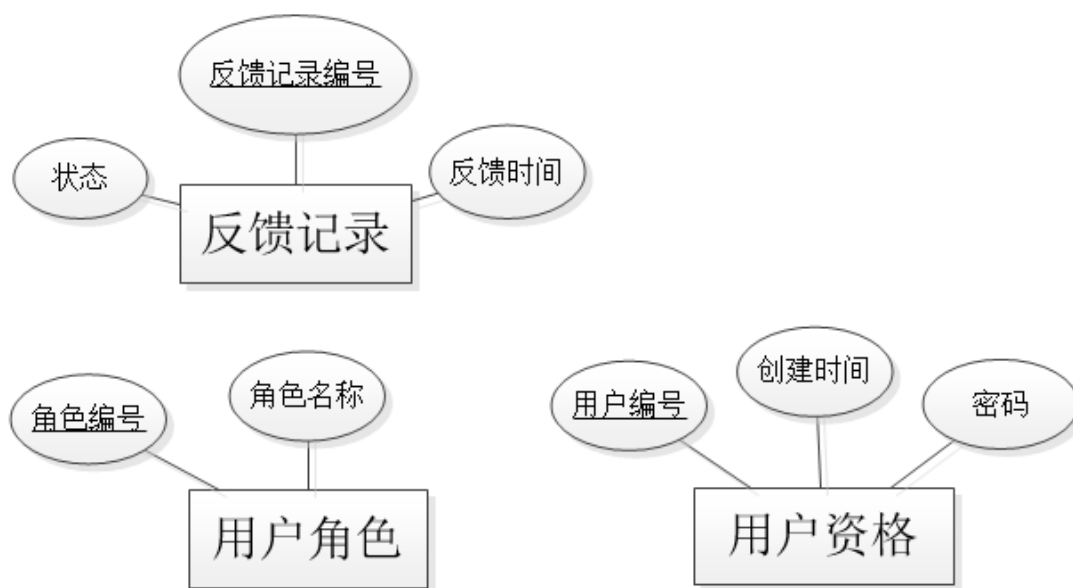 反馈记录编号
状态
反馈时间
反馈记录
角色编号
角色名称
用户角色
用户编号
创建时间
密码
用户资格